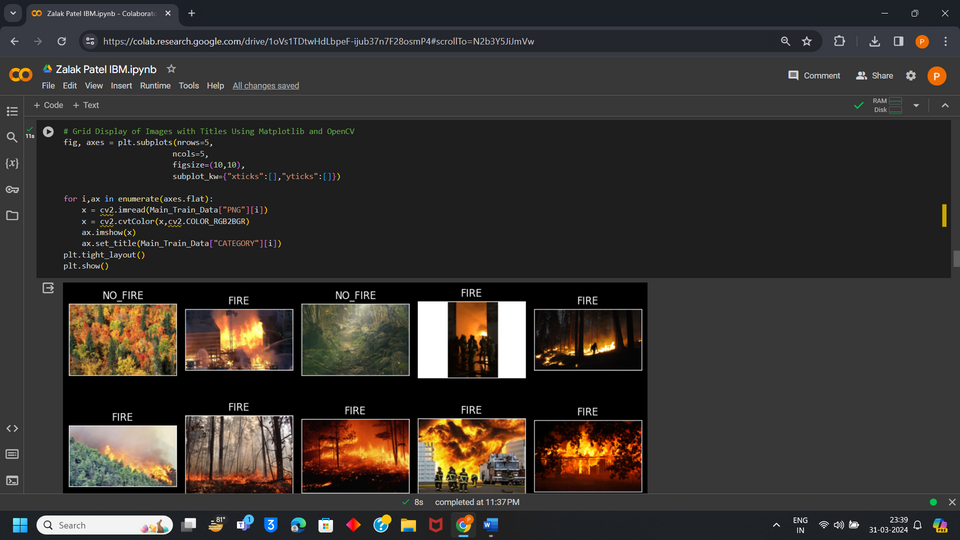 Zalak Patel IBM.ipynb - Colaborato
https://colab.research.google.com/drive/1oVs1TDtwHdLbpeF-ijub37n7F28osmP4#scrollTo=N2b3Y5JiJmVw
P
Zalak Patel IBM.ipynb
Comment
Share
P
File Edit View Insert Runtime Tools Help All changes saved
+ Code + Text
RAM
Disk
11s
# Grid Display of Images with Titles Using Matplotlib and OpenCV
fig, axes = plt.subplots(nrows=5,
ncols=5,
figsize=(10,10),
subplot_kw={"xticks":[],"yticks":[]})
for i,ax in enumerate(axes.flat):
x = cv2.imread(Main_Train_Data["PNG"][i])
x = cv2.cvtColor(x,cv2.COLOR_RGB2BGR)
ax.imshow(x)
ax.set_title(Main_Train_Data["CATEGORY"][i])
plt.tight_layout()
plt.show()
NO_FIRE FIRE NO_FIRE FIRE FIRE
FIRE FIRE FIRE FIRE FIRE
8s completed at 11:37 PM
Search
81°
ENG
IN
23:39
31-03-2024